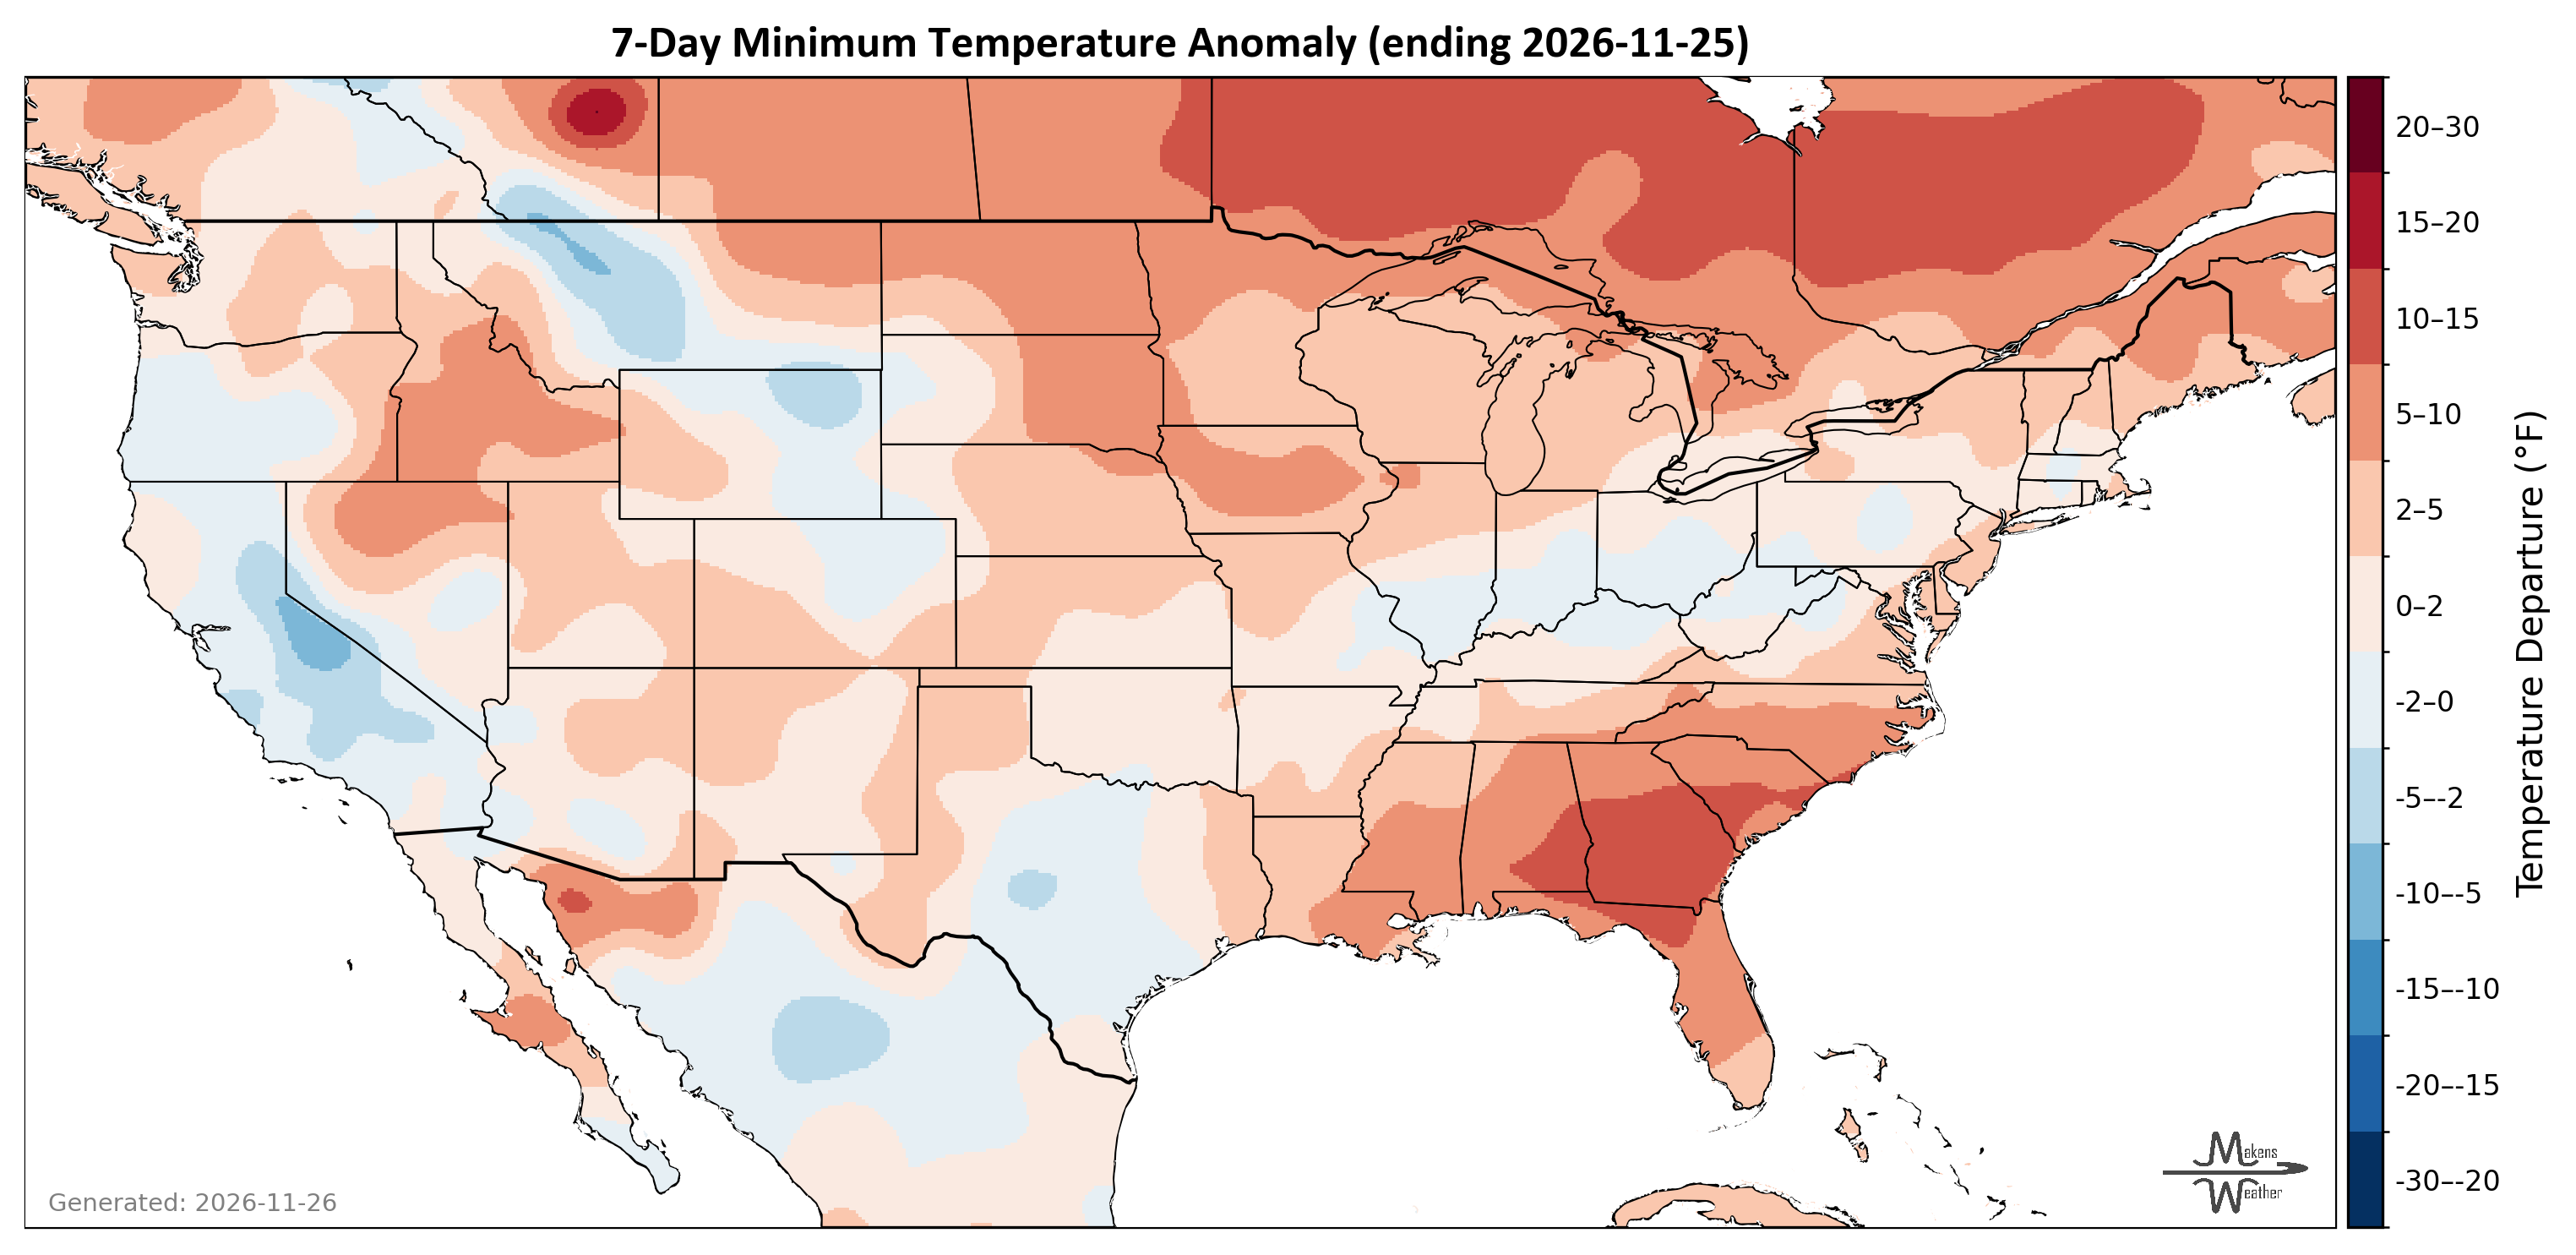 7-Day Minimum Temperature Anomaly (ending 2026-11-25)
20–30
15–20
10–15
5–10
2–5
0–2
-2–0
-5–-2
-10–-5
-15–-10
-20–-15
-30–-20
Temperature Departure (°F)
Generated: 2026-11-26
Makens
Weather